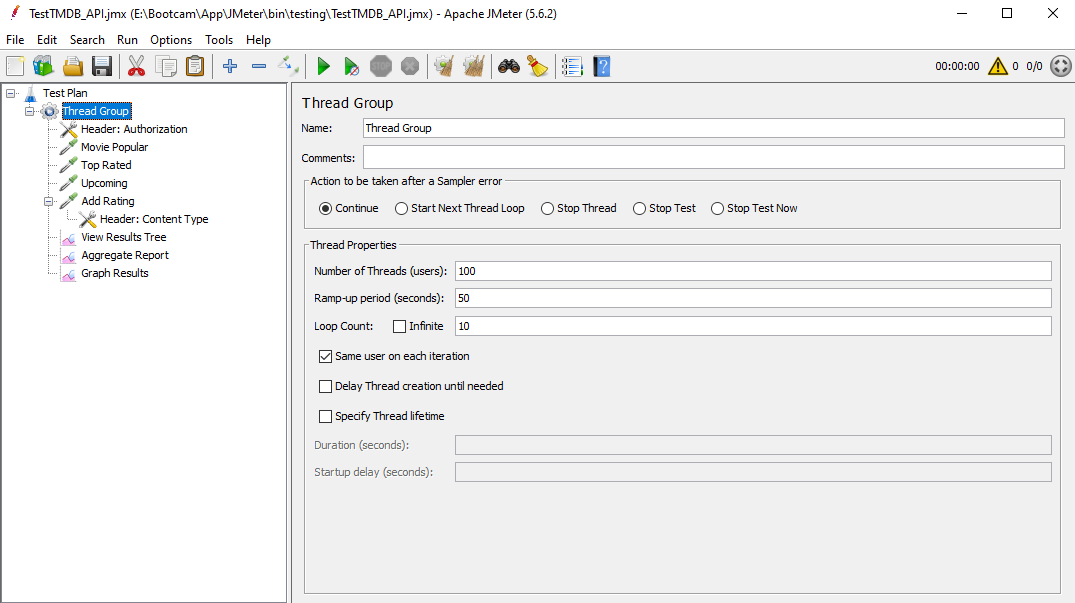 TestTMDB_API.jmx (E:\Bootcam\App\JMeter\bin\testing\TestTMDB_API.jmx) - Apache JMeter (5.6.2)
File Edit Search Run Options Tools Help
STOP 00:00:00 0 0/0
Test Plan
Thread Group
Header: Authorization
Movie Popular
Top Rated
Upcoming
Add Rating
Header: Content Type
View Results Tree
Aggregate Report
Graph Results
Thread Group
Name: Thread Group
Comments:
Action to be taken after a Sampler error
Continue Start Next Thread Loop Stop Thread Stop Test Stop Test Now
Thread Properties
Number of Threads (users): 100
Ramp-up period (seconds): 50
Loop Count: Infinite 10
Same user on each iteration
Delay Thread creation until needed
Specify Thread lifetime
Duration (seconds):
Startup delay (seconds):